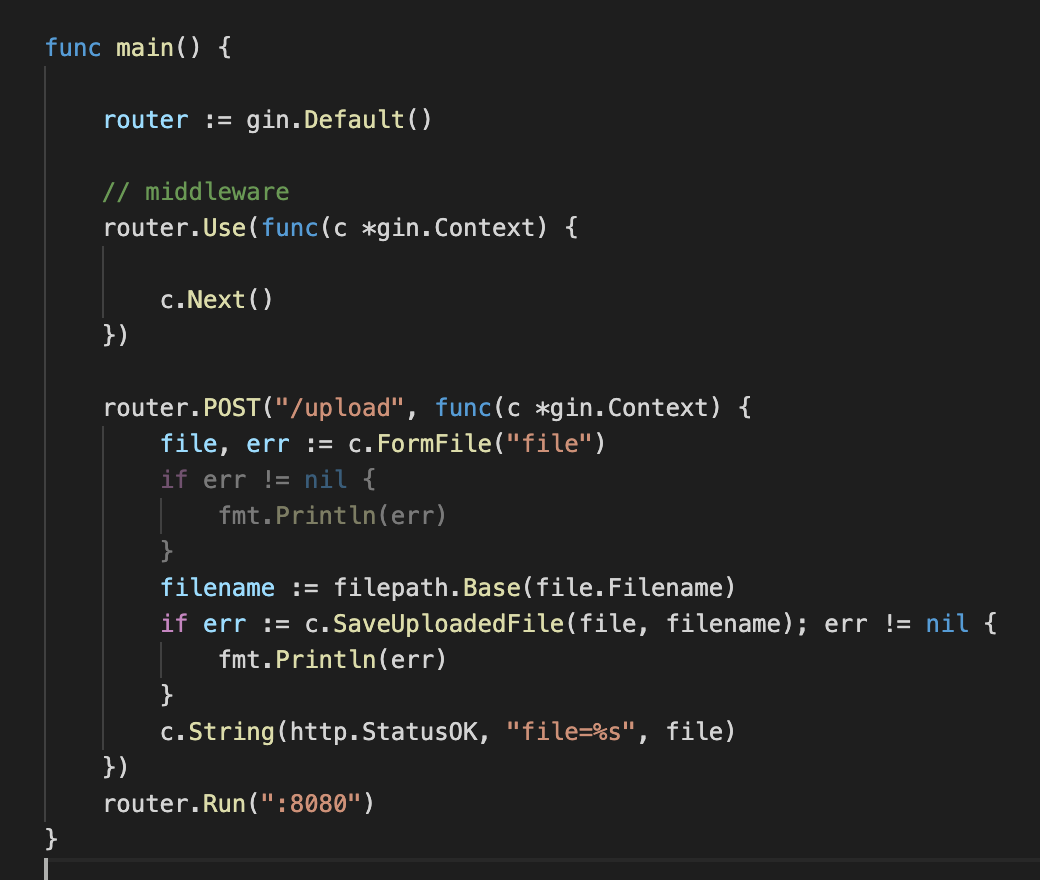 func main() {
router := gin.Default()
// middleware
router.Use(func(c *gin.Context) {
c.Next()
})
router.POST("/upload", func(c *gin.Context) {
file, err := c.FormFile("file")
if err != nil {
fmt.Println(err)
}
filename := filepath.Base(file.Filename)
if err := c.SaveUploadedFile(file, filename); err != nil {
fmt.Println(err)
}
c.String(http.StatusOK, "file=%s", file)
})
router.Run(":8080")
}